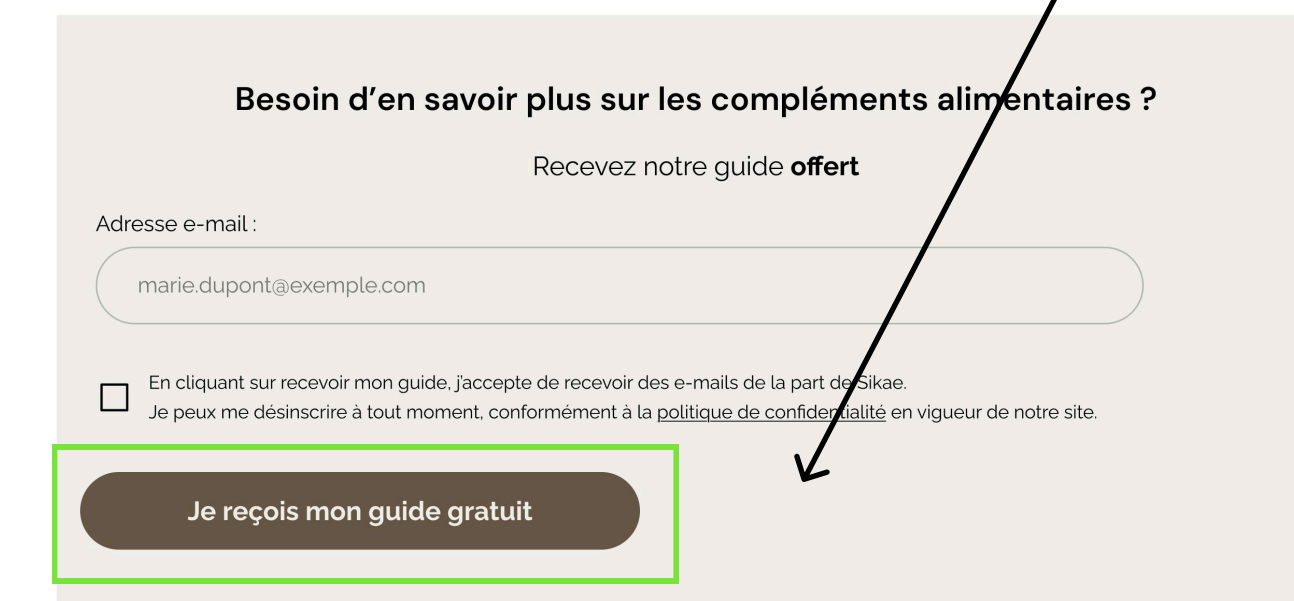 Besoin d’en savoir plus sur les compléments alimentaires ?
Recevez notre guide offert
Adresse e-mail :
marie.dupont@exemple.com
En cliquant sur recevoir mon guide, j’accepte de recevoir des e-mails de la part de Sikae.
Je peux me désinscrire à tout moment, conformément à la politique de confidentialité en vigueur de notre site.
Je reçois mon guide gratuit